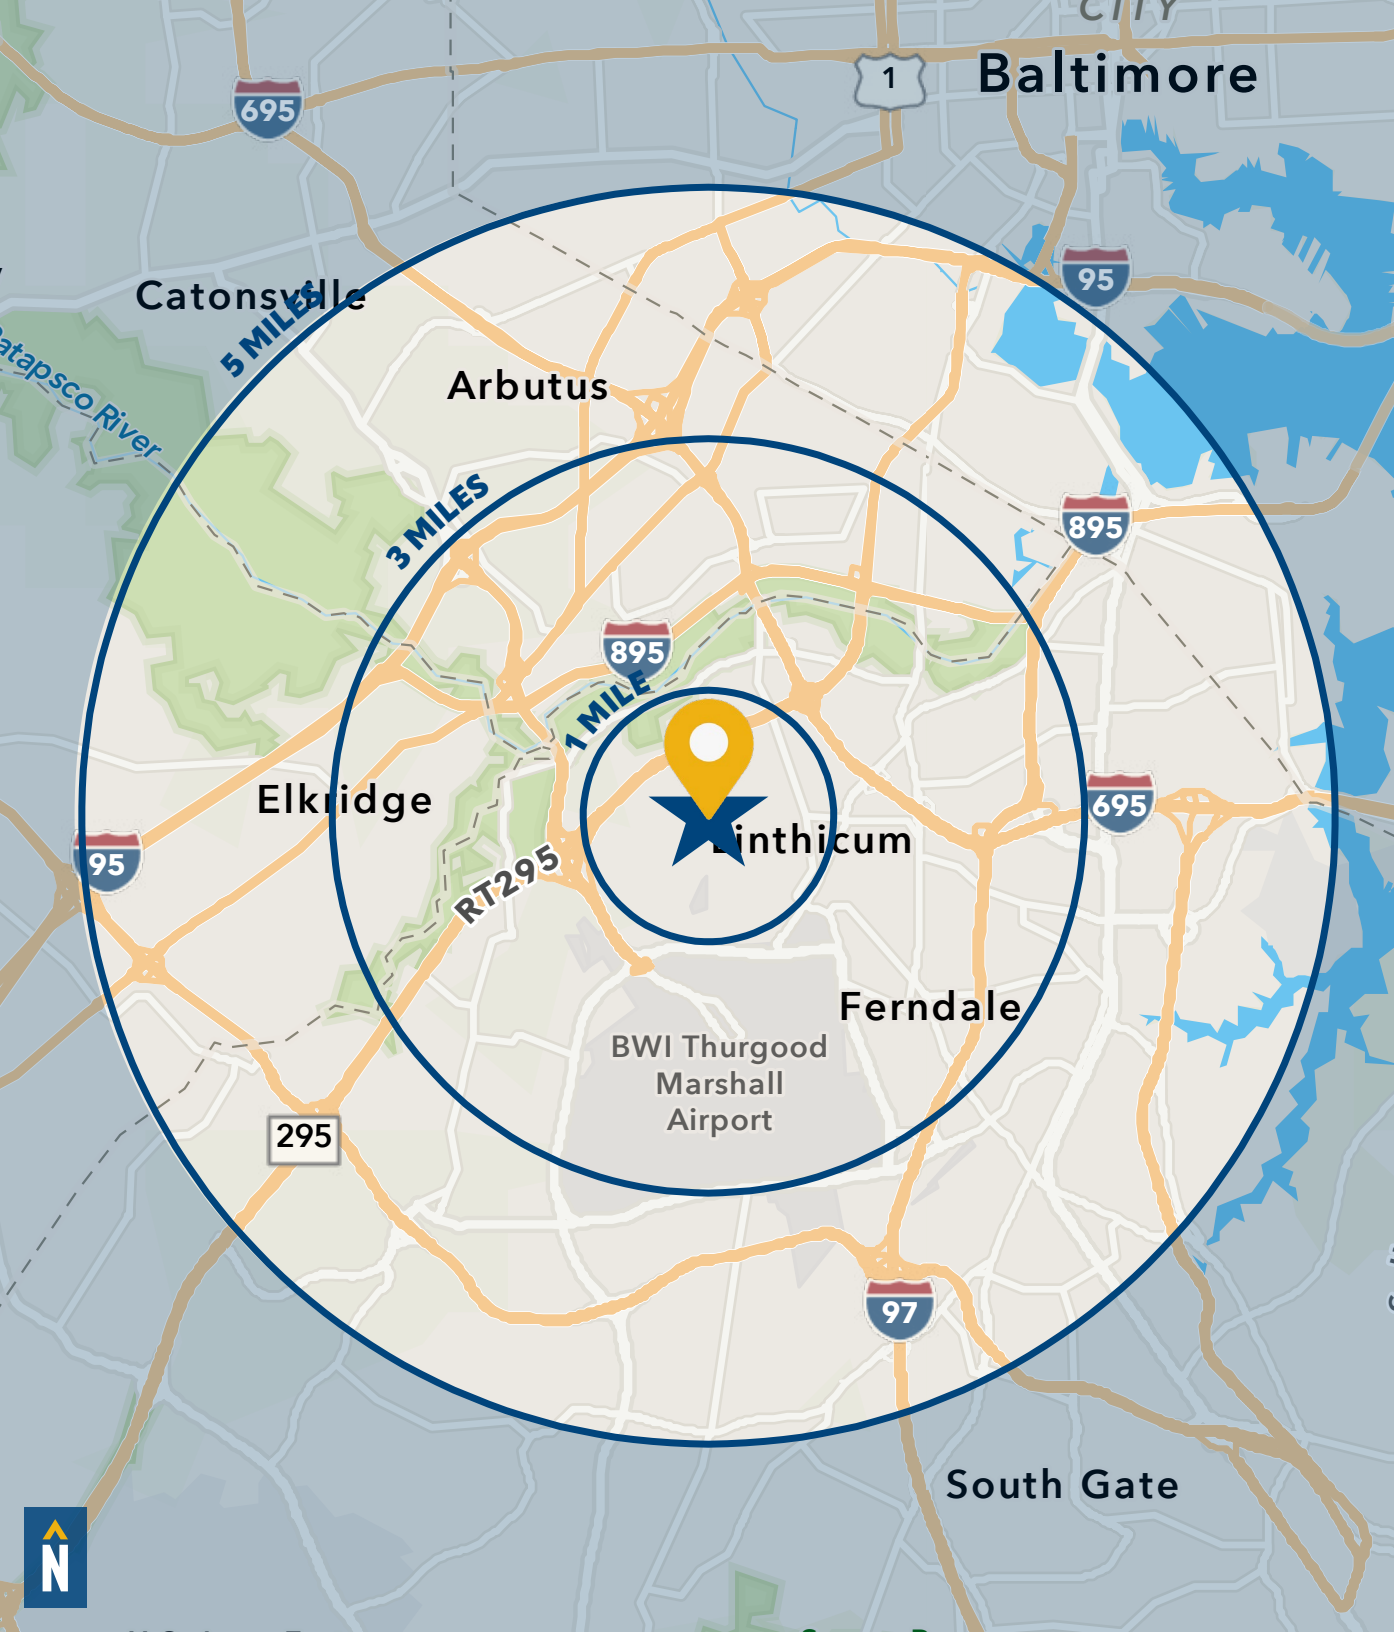 CITY
1
Baltimore
695
95
Catonsville
5 MILES
Patapsco River
Arbutus
3 MILES
895
895
1 MILE
Elkridge
695
Linthicum
95
RT295
Ferndale
BWI Thurgood
Marshall
Airport
295
97
South Gate
N